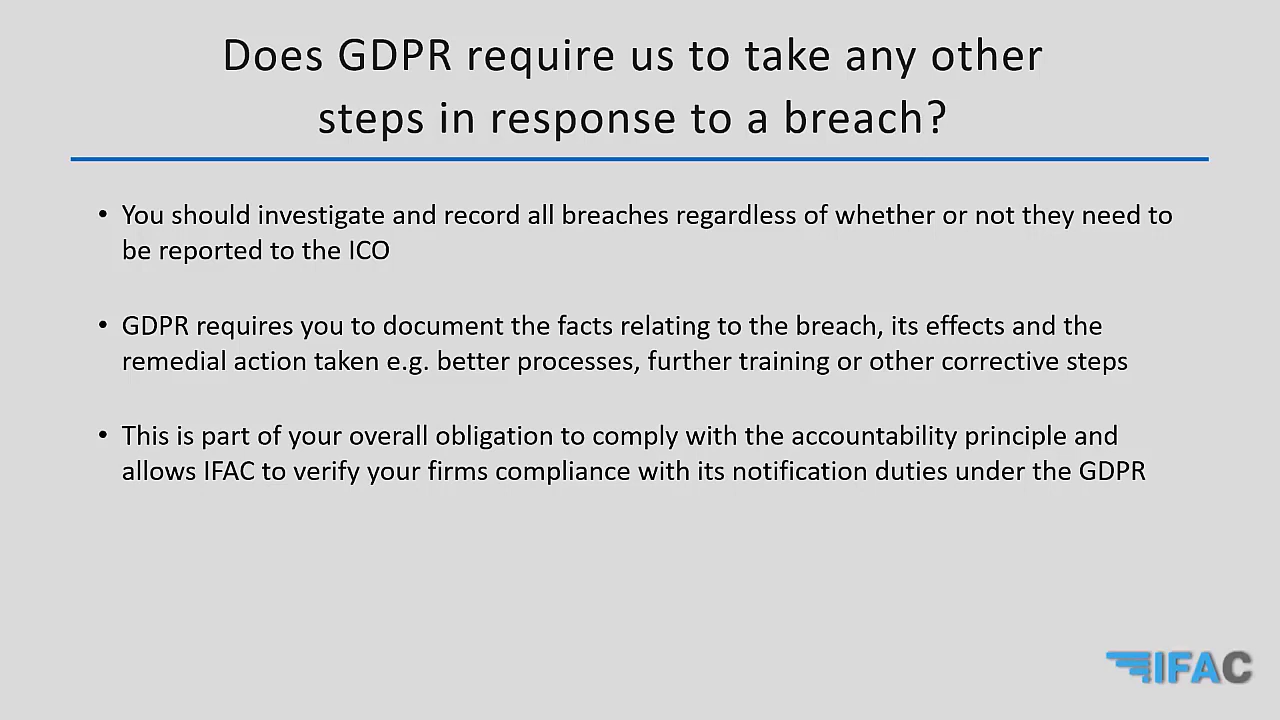 Does GDPR require us to take any other
steps in response to a breach?
• You should investigate and record all breaches regardless of whether or not they need to
be reported to the ICO
• GDPR requires you to document the facts relating to the breach, its effects and the
remedial action taken e.g. better processes, further training or other corrective steps
• This is part of your overall obligation to comply with the accountability principle and
allows IFAC to verify your firms compliance with its notification duties under the GDPR
IFAC